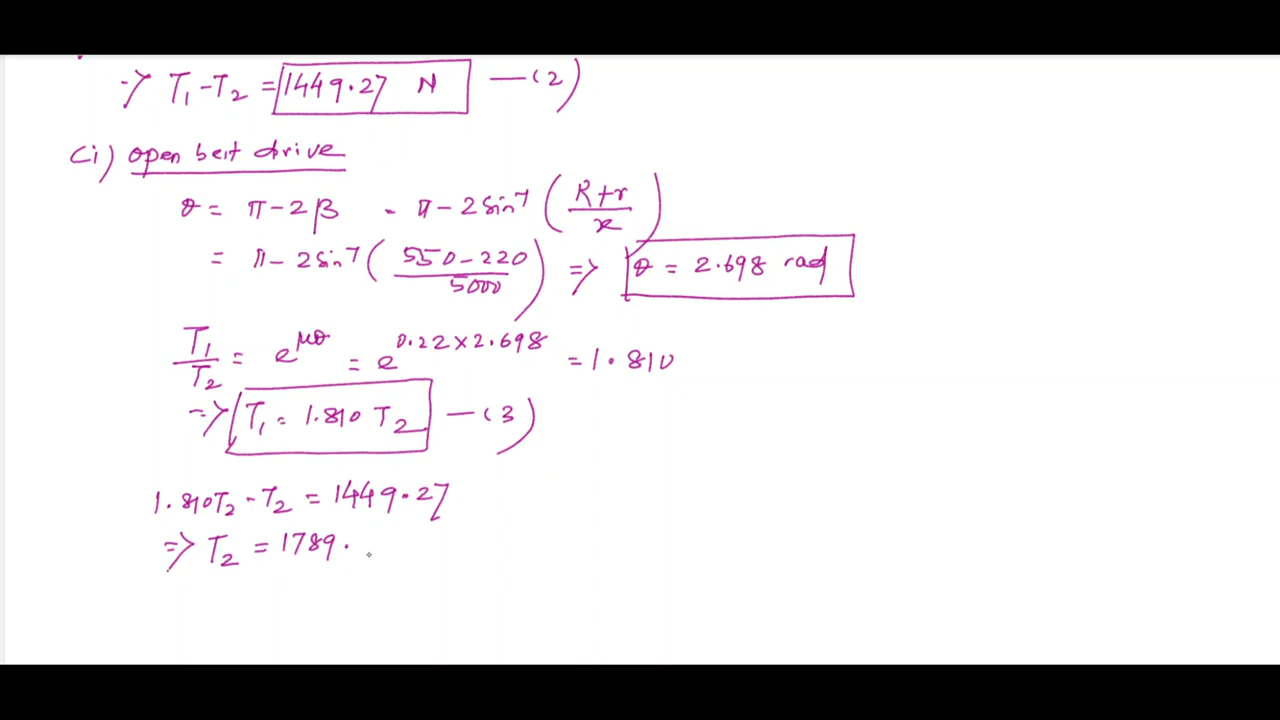 => T₁ - T₂ = 1449.27 N —(2)
(i) open belt drive
θ = π - 2β - π - 2sin⁻¹ (R+r/x)
= π - 2sin⁻¹ (550-220/5000) => θ = 2.698 rad
T₁/T₂ = e^μθ = e^0.22×2.698 = 1.810
=> T₁ = 1.810 T₂ —(3)
1.810T₂ - T₂ = 1449.27
=> T₂ = 1789.